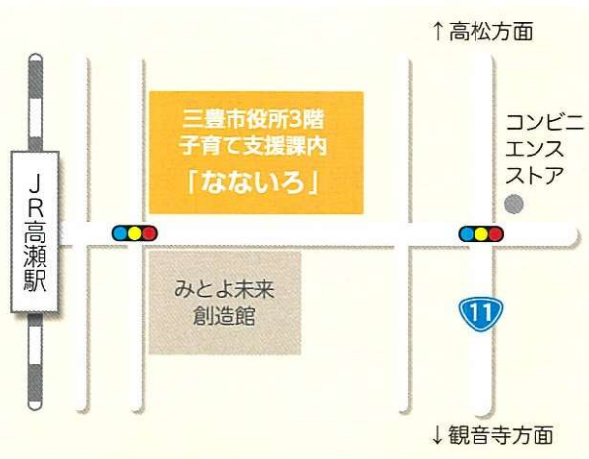 ↑高松方面
三豊市役所3階
子育て支援課内
「なないろ」
コンビニ
エンス
ストア
JR高瀬駅
みとよ未来
創造館
11
↓観音寺方面